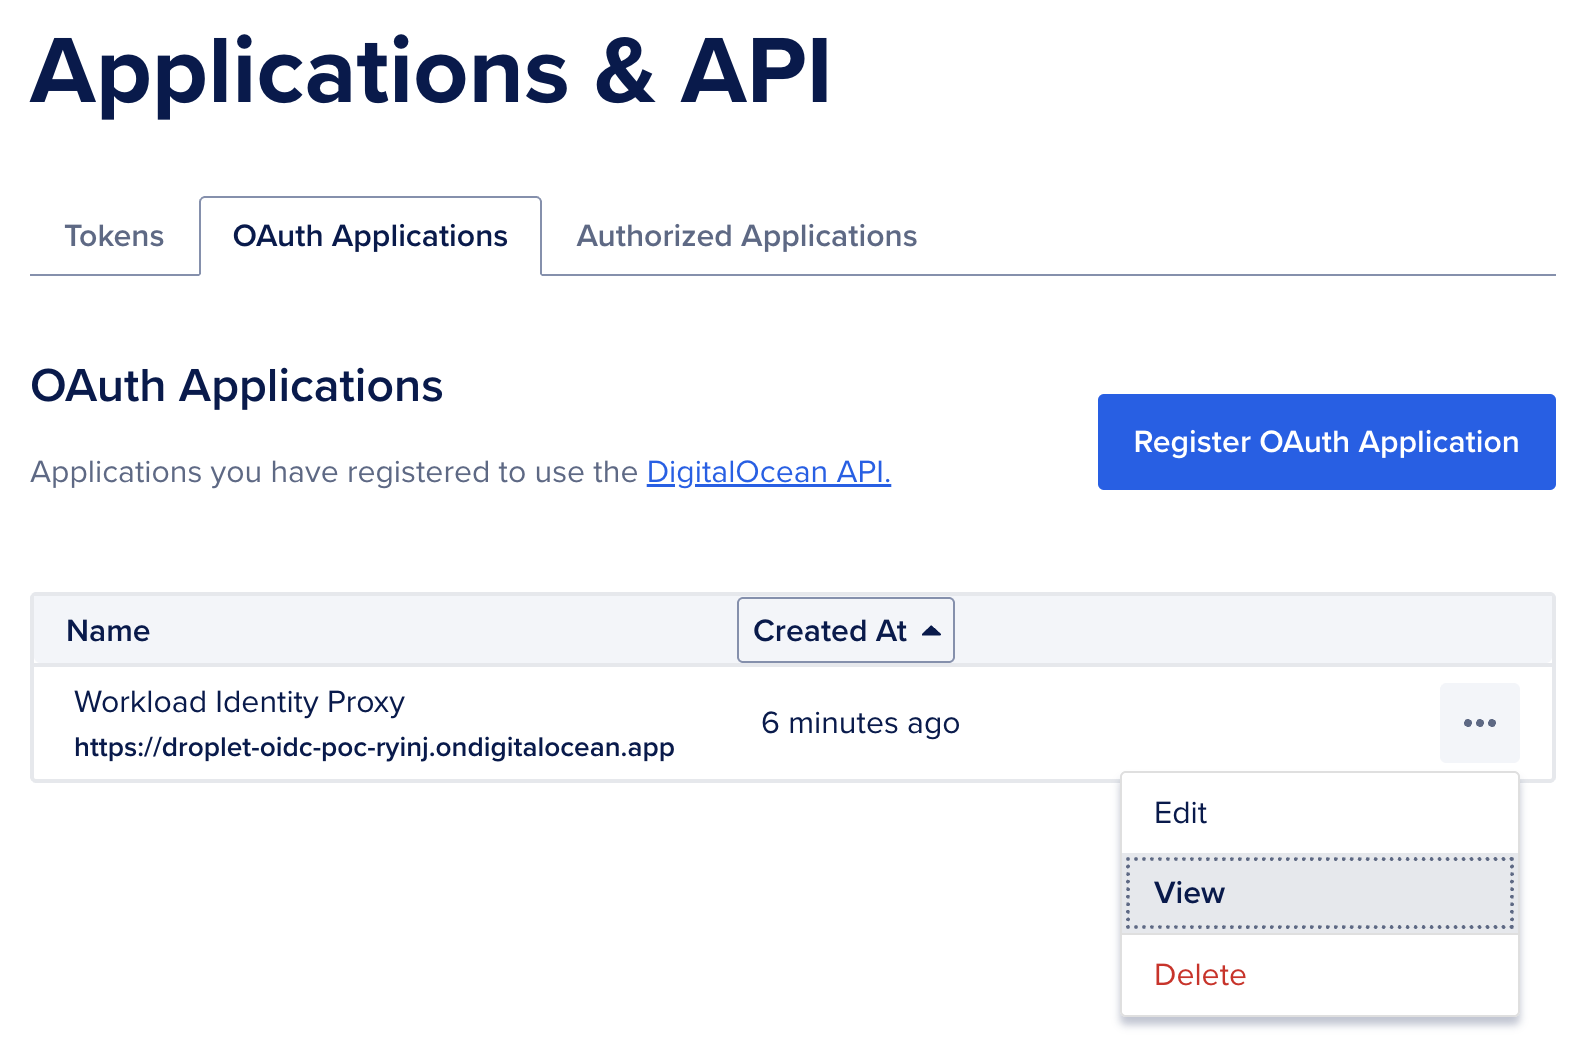 Applications & API
Tokens
OAuth Applications
Authorized Applications
OAuth Applications
Register OAuth Application
Applications you have registered to use the DigitalOcean API.
Name
Created At
Workload Identity Proxy
https://droplet-oidc-poc-ryinj.ondigitalocean.app
6 minutes ago
Edit
View
Delete